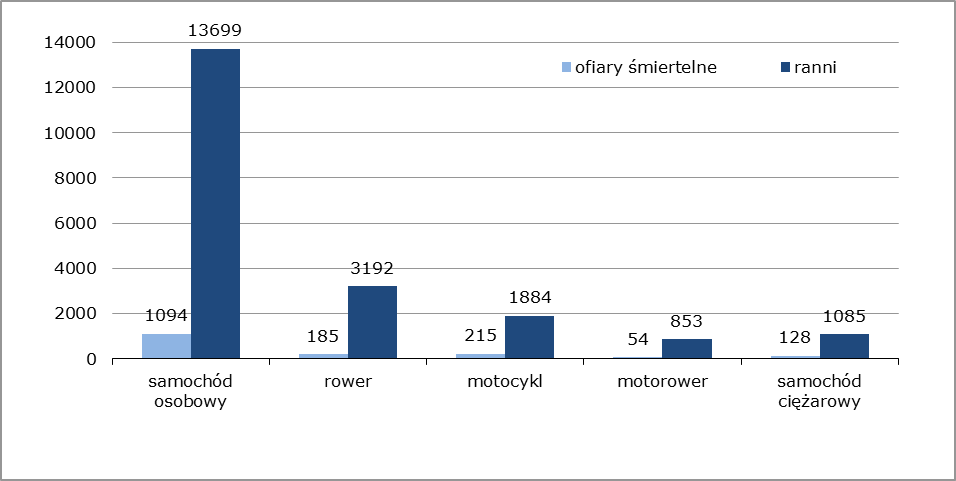 13699
14000
ofiary śmiertelne
ranni
12000
10000
8000
6000
4000
3192
2000
1094
185
215
1884
54
853
128
1085
0
samochód
osobowy
rower
motocykl
motorower
samochód
ciężarowy